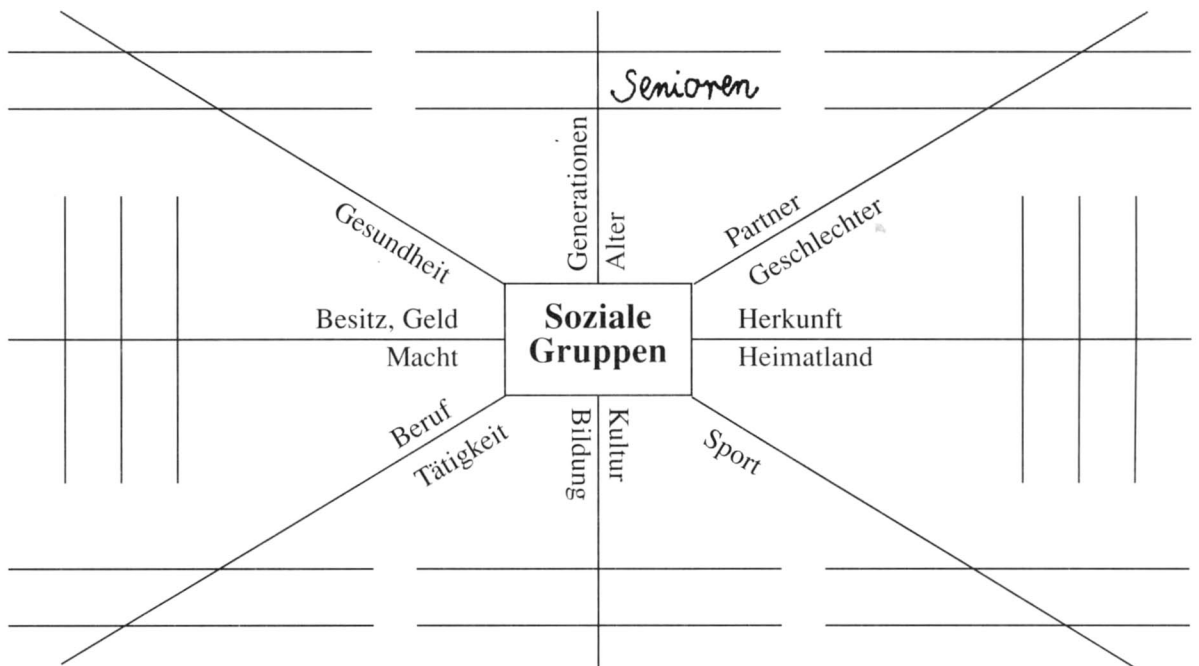 Senioren
Generationen
Alter
Partner
Geschlechter
Gesundheit
Besitz, Geld
Macht
Soziale
Gruppen
Herkunft
Heimatland
Beruf
Tätigkeit
Bildung
Kultur
Sport